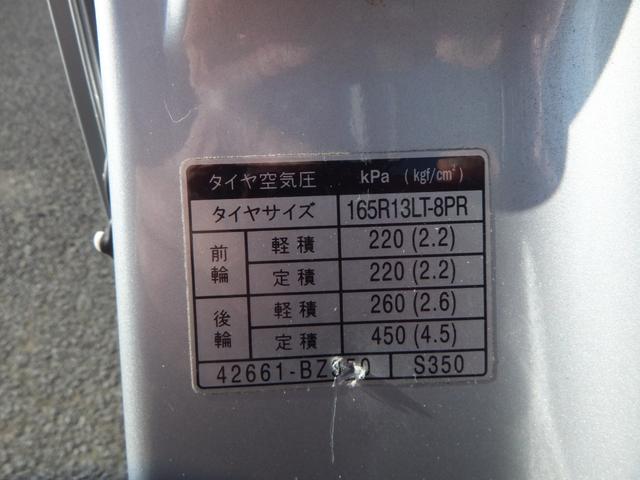 タイヤ空気圧 kPa (kgf/cm²)
タイヤサイズ 165R13LT-8PR
前輪 軽積 220 (2.2)
定積 220 (2.2)
後輪 軽積 260 (2.6)
定積 450 (4.5)
S350